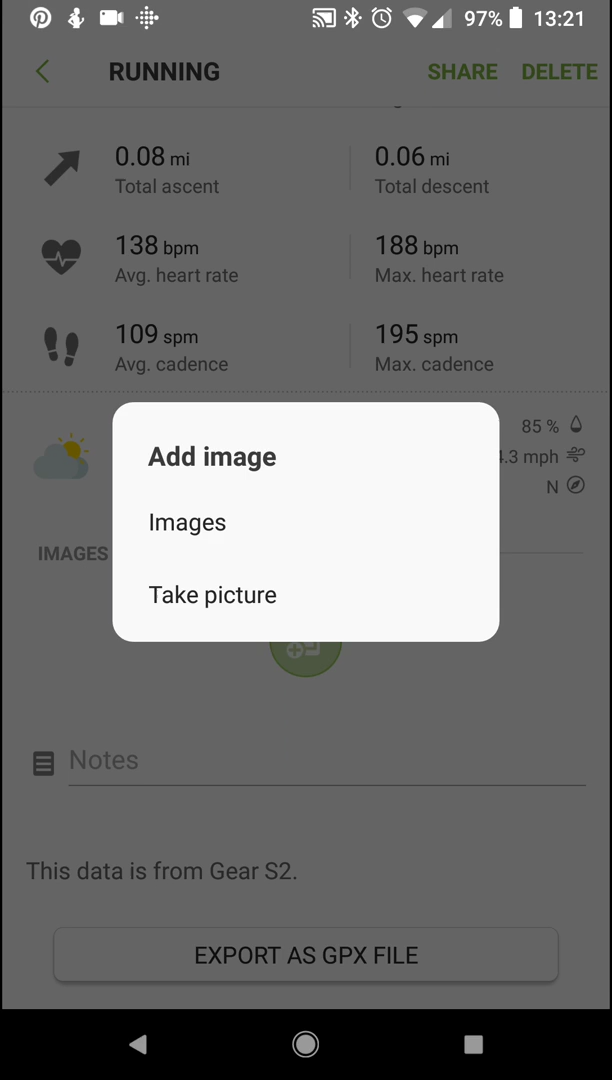 97% 13:21
RUNNING SHARE DELETE
0.08 mi 0.06 mi
Total ascent Total descent
138 bpm 188 bpm
Avg. heart rate Max. heart rate
109 spm 195 spm
Avg. cadence Max. cadence
85 %
4.3 mph
N
Add image
Images
Take picture
IMAGES
Notes
This data is from Gear S2.
EXPORT AS GPX FILE